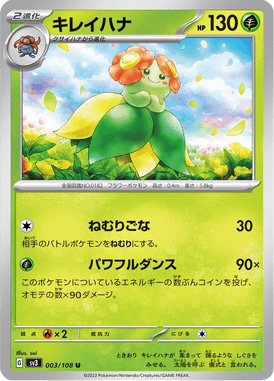 2進化 キレイハナ HP 130
クサイハナから進化
全国図鑑NO.0182 フラワーポケモン 高さ:0.4m 重さ:5.8kg
ねむりごな 30
相手のバトルポケモンをねむりにする。
パワフルダンス 90×
このポケモンについているエネルギーの数ぶんコインを投げ、
オモテの数×90ダメージ。
弱点 ×2 抵抗力 にげる
illus. sui
SV3 003/108 U
ときおり キレイハナが 集まって 踊るような
太陽を呼ぶ 儀式と 言われている。
©2023 Pokémon/Nintendo/Creatures/GAME FREAK.